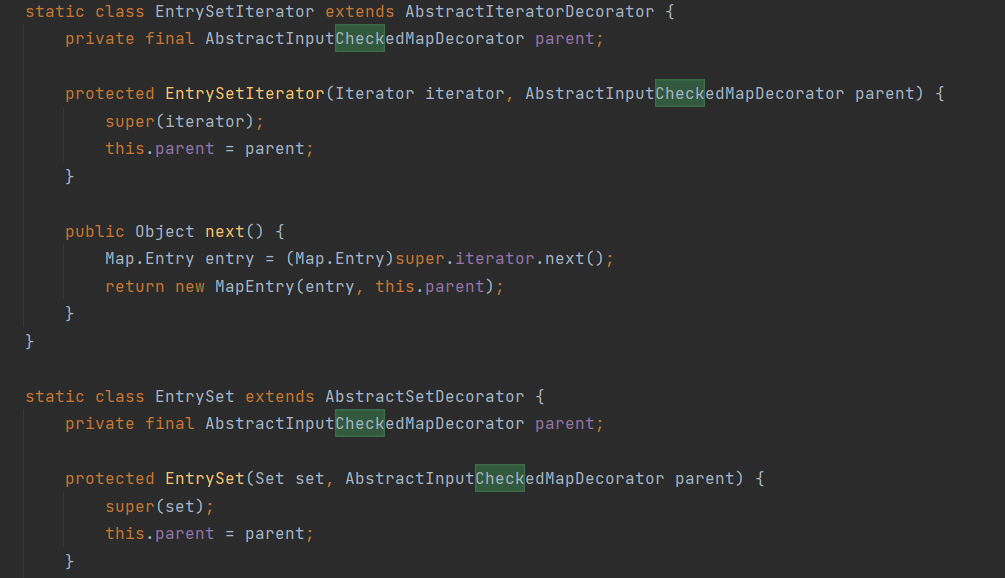 static class EntrySetIterator extends AbstractIteratorDecorator {
    private final AbstractInputCheckedMapDecorator parent;

    protected EntrySetIterator(Iterator iterator, AbstractInputCheckedMapDecorator parent) {
        super(iterator);
        this.parent = parent;
    }

    public Object next() {
        Map.Entry entry = (Map.Entry)super.iterator.next();
        return new MapEntry(entry, this.parent);
    }
}

static class EntrySet extends AbstractSetDecorator {
    private final AbstractInputCheckedMapDecorator parent;

    protected EntrySet(Set set, AbstractInputCheckedMapDecorator parent) {
        super(set);
        this.parent = parent;
    }